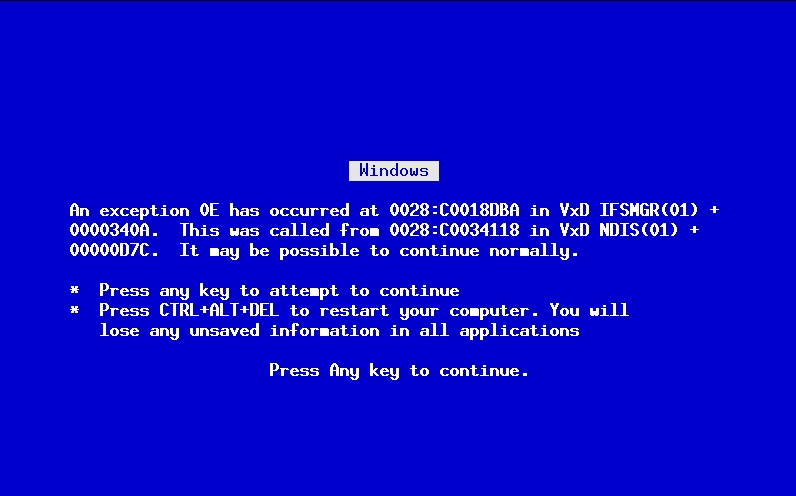 Windows
An exception 0E has occurred at 0028:C0018DBA in VxD IFSMGR(01) +
0000340A.  This was called from 0028:C0034118 in VxD NDIS(01) +
00000D7C.  It may be possible to continue normally.
*  Press any key to attempt to continue
*  Press CTRL+ALT+DEL to restart your computer. You will
lose any unsaved information in all applications
Press Any key to continue.